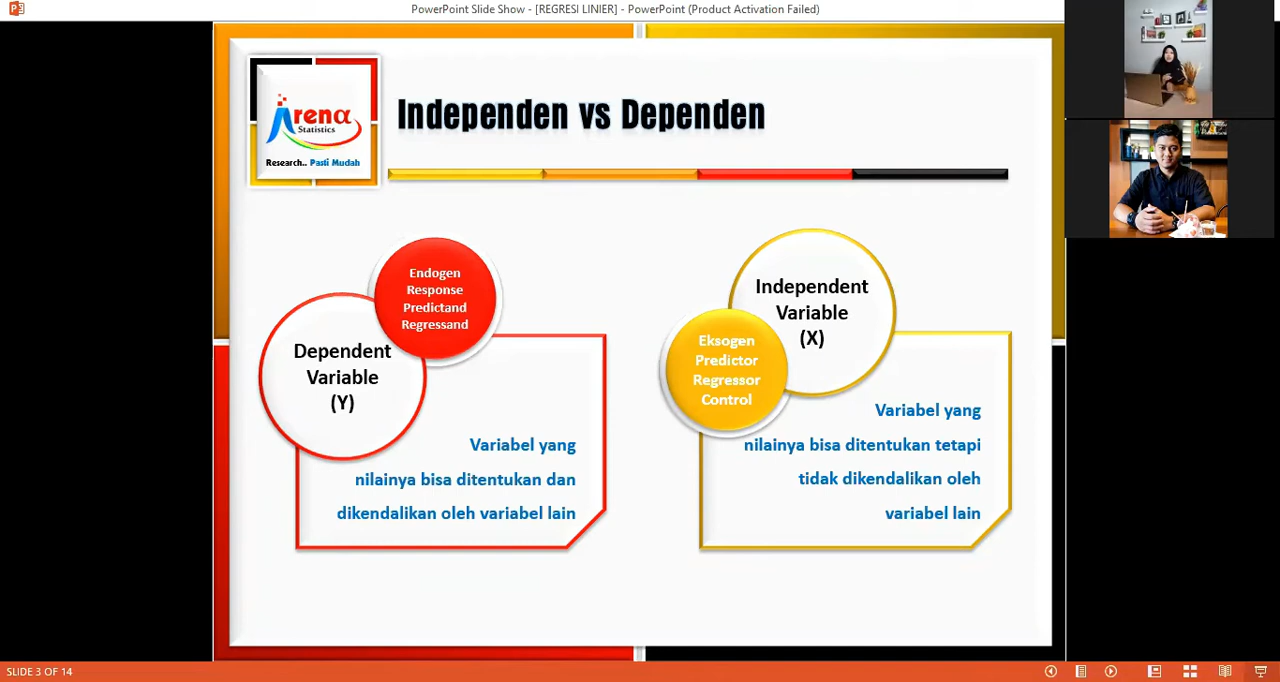 PowerPoint Slide Show - [REGRESI LINIER] - PowerPoint (Product Activation Failed)
Arena
Statistics
Research.. Pasti Mudah
Independen vs Dependen
Endogen
Response
Predictand
Regressand
Dependent
Variable
(Y)
Variabel yang
nilainya bisa ditentukan dan
dikendalikan oleh variabel lain
Independent
Variable
(X)
Eksogen
Predictor
Regressor
Control
Variabel yang
nilainya bisa ditentukan tetapi
tidak dikendalikan oleh
variabel lain
SLIDE 3 OF 14